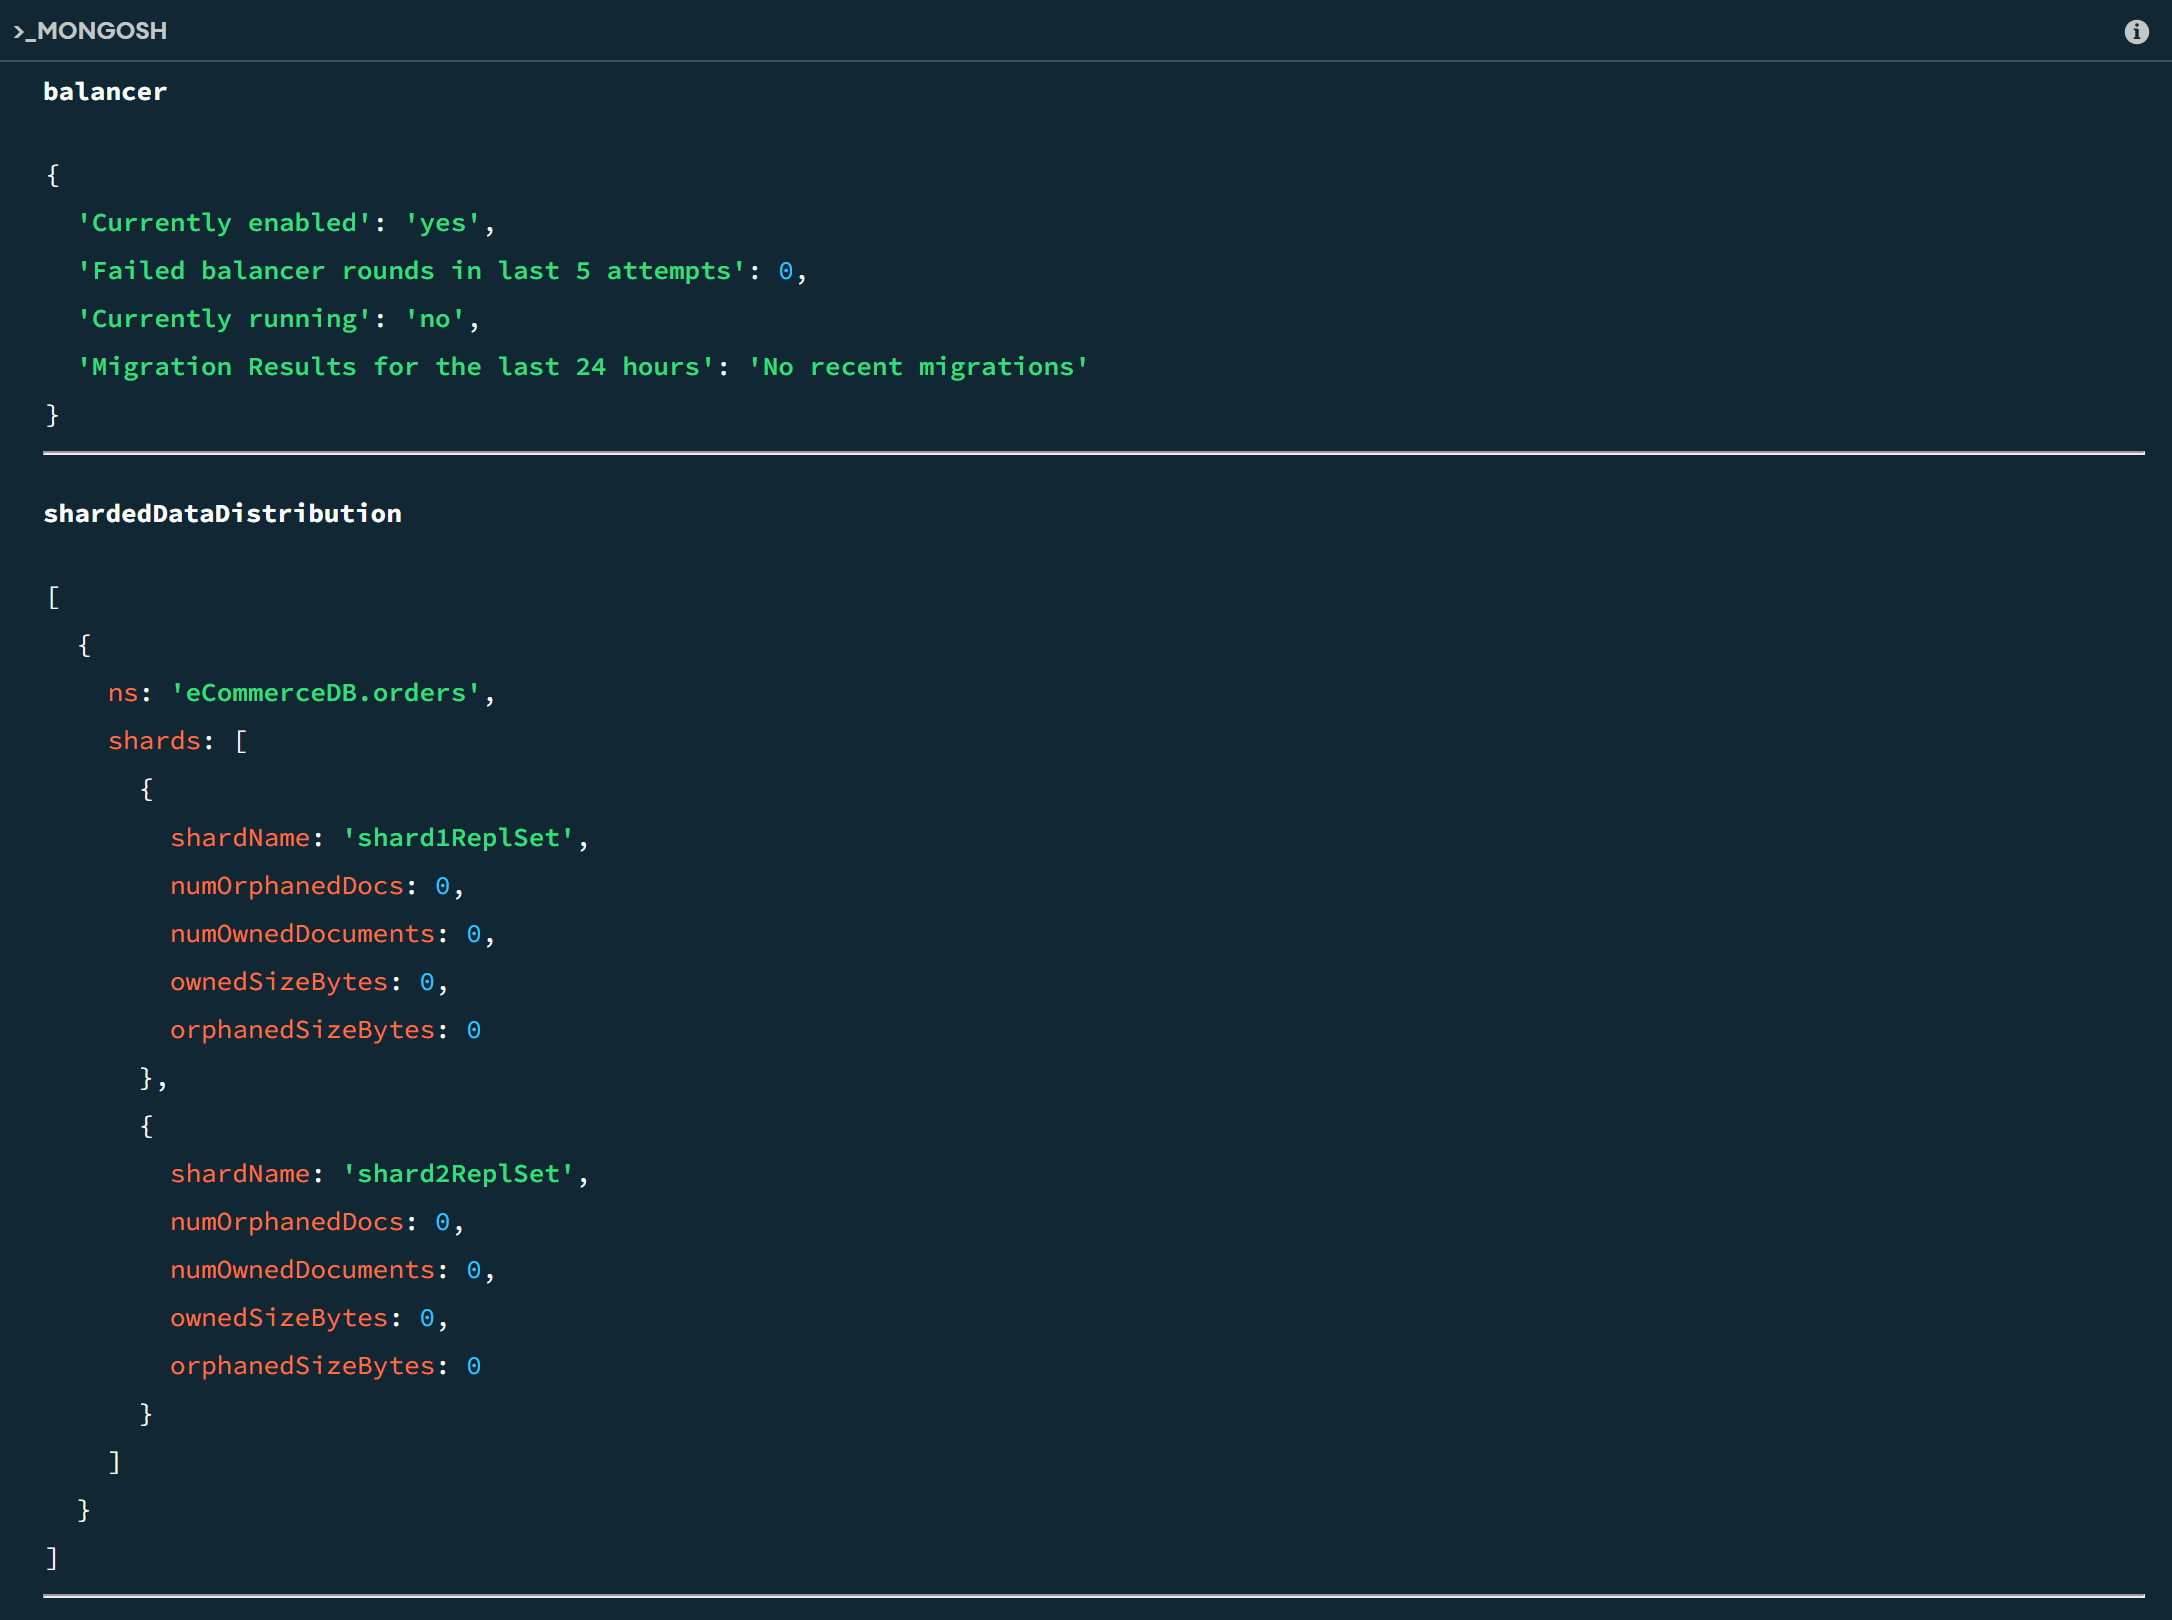 >_MONGOSH
balancer
{
  'Currently enabled': 'yes',
  'Failed balancer rounds in last 5 attempts': 0,
  'Currently running': 'no',
  'Migration Results for the last 24 hours': 'No recent migrations'
}
shardedDataDistribution
[
  {
    ns: 'eCommerceDB.orders',
    shards: [
      {
        shardName: 'shard1ReplSet',
        numOrphanedDocs: 0,
        numOwnedDocuments: 0,
        ownedSizeBytes: 0,
        orphanedSizeBytes: 0
      },
      {
        shardName: 'shard2ReplSet',
        numOrphanedDocs: 0,
        numOwnedDocuments: 0,
        ownedSizeBytes: 0,
        orphanedSizeBytes: 0
      }
    ]
  }
]